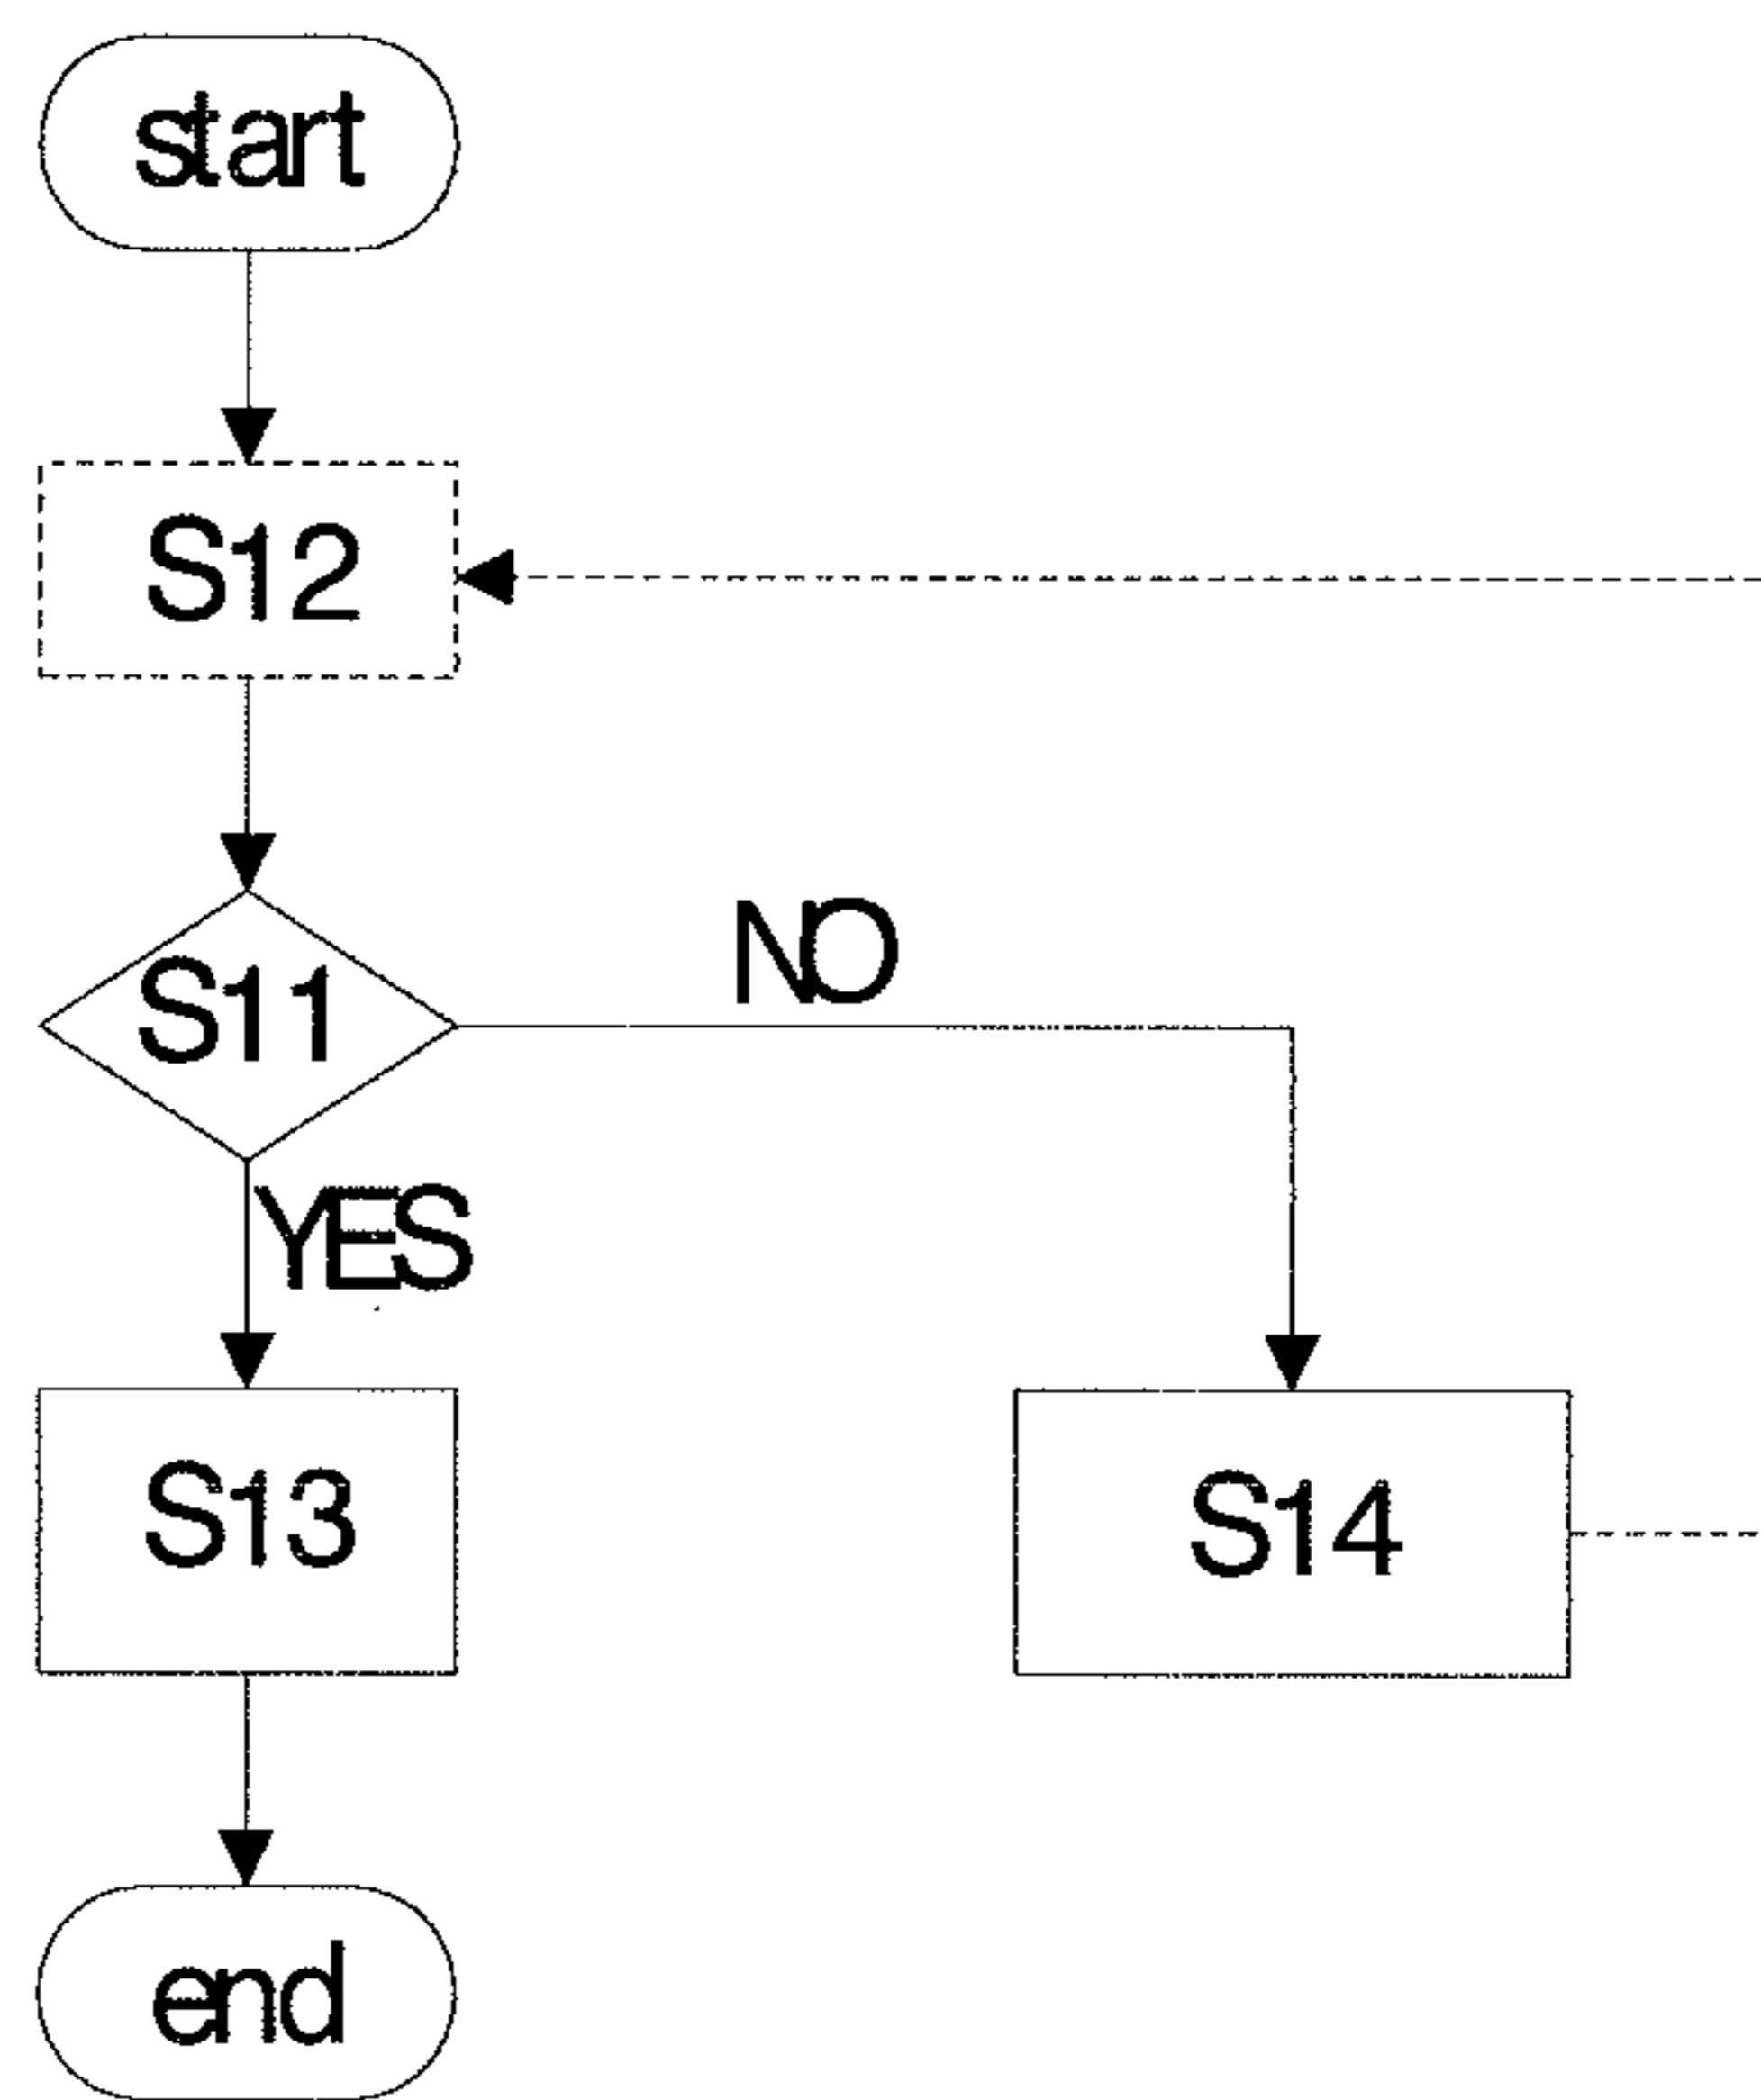 start
S12
S11
NO
YES
S13
S14
end